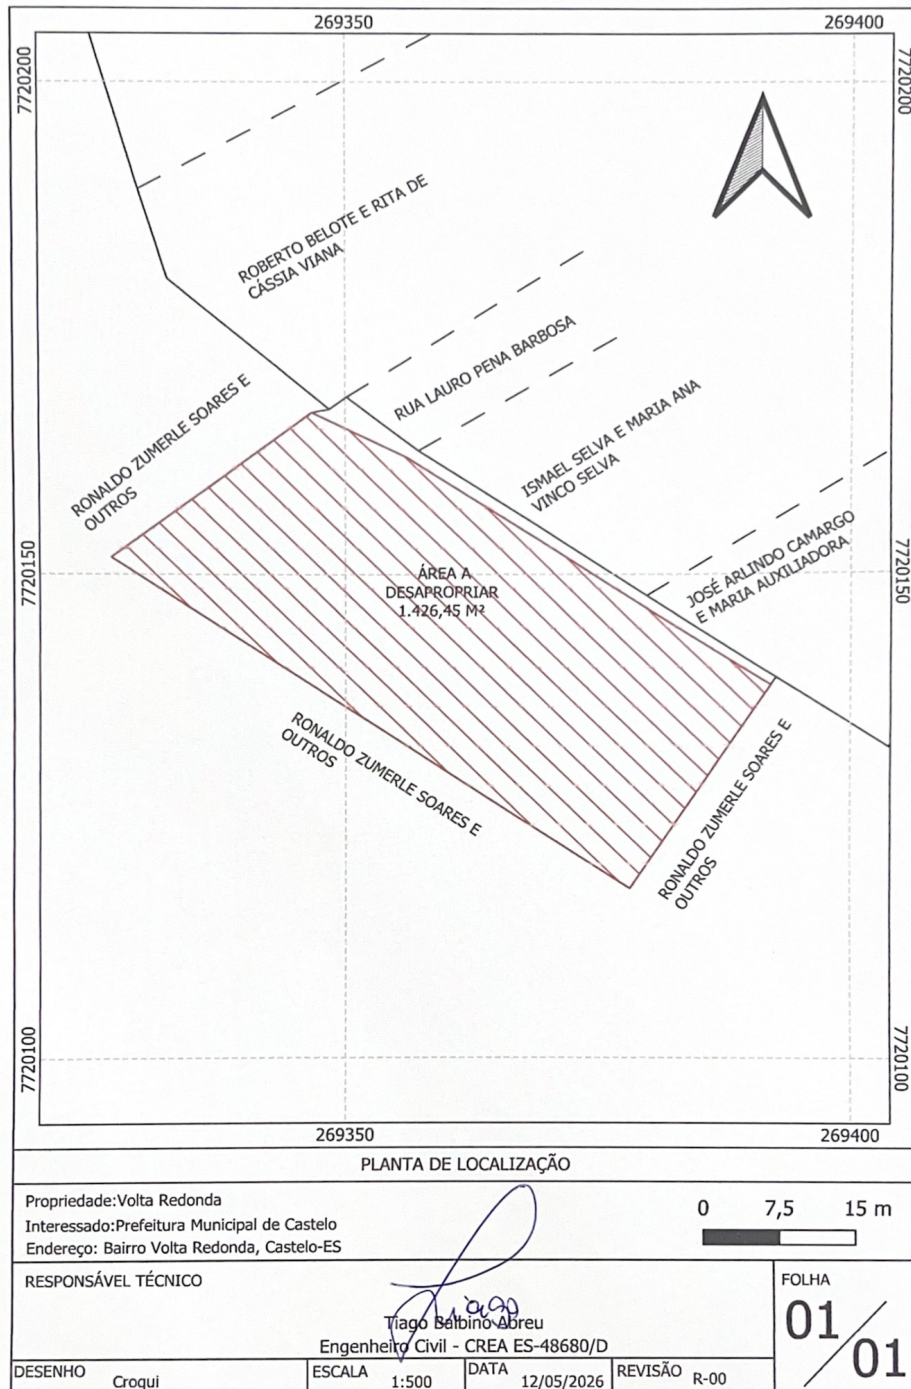 269350
269400
7720200
7720200
ROBERTO BELOTE E RITA DE
CÁSSIA VIANA
RUA LAURO PENA BARBOSA
RONALDO ZUMERLE SOARES E
OUTROS
ISMAEL SELVA E MARIA ANA
VINCO SELVA
7720150
7720150
JOSÉ ARLINDO CAMARGO
E MARIA AUXILIADORA
ÁREA A
DESAPROPRIAR
1.426,45 M²
RONALDO ZUMERLE SOARES E
OUTROS
RONALDO ZUMERLE SOARES E
OUTROS
7720100
7720100
269350
269400
PLANTA DE LOCALIZAÇÃO
Propriedade:Volta Redonda
Interessado:Prefeitura Municipal de Castelo
Endereço: Bairro Volta Redonda, Castelo-ES
0 7,5 15 m
RESPONSÁVEL TÉCNICO
Tiago
Tiago Balbino Abreu
Engenheiro Civil - CREA ES-48680/D
FOLHA
01
01
DESENHO
Croqui
ESCALA
1:500
DATA
12/05/2026
REVISÃO
R-00